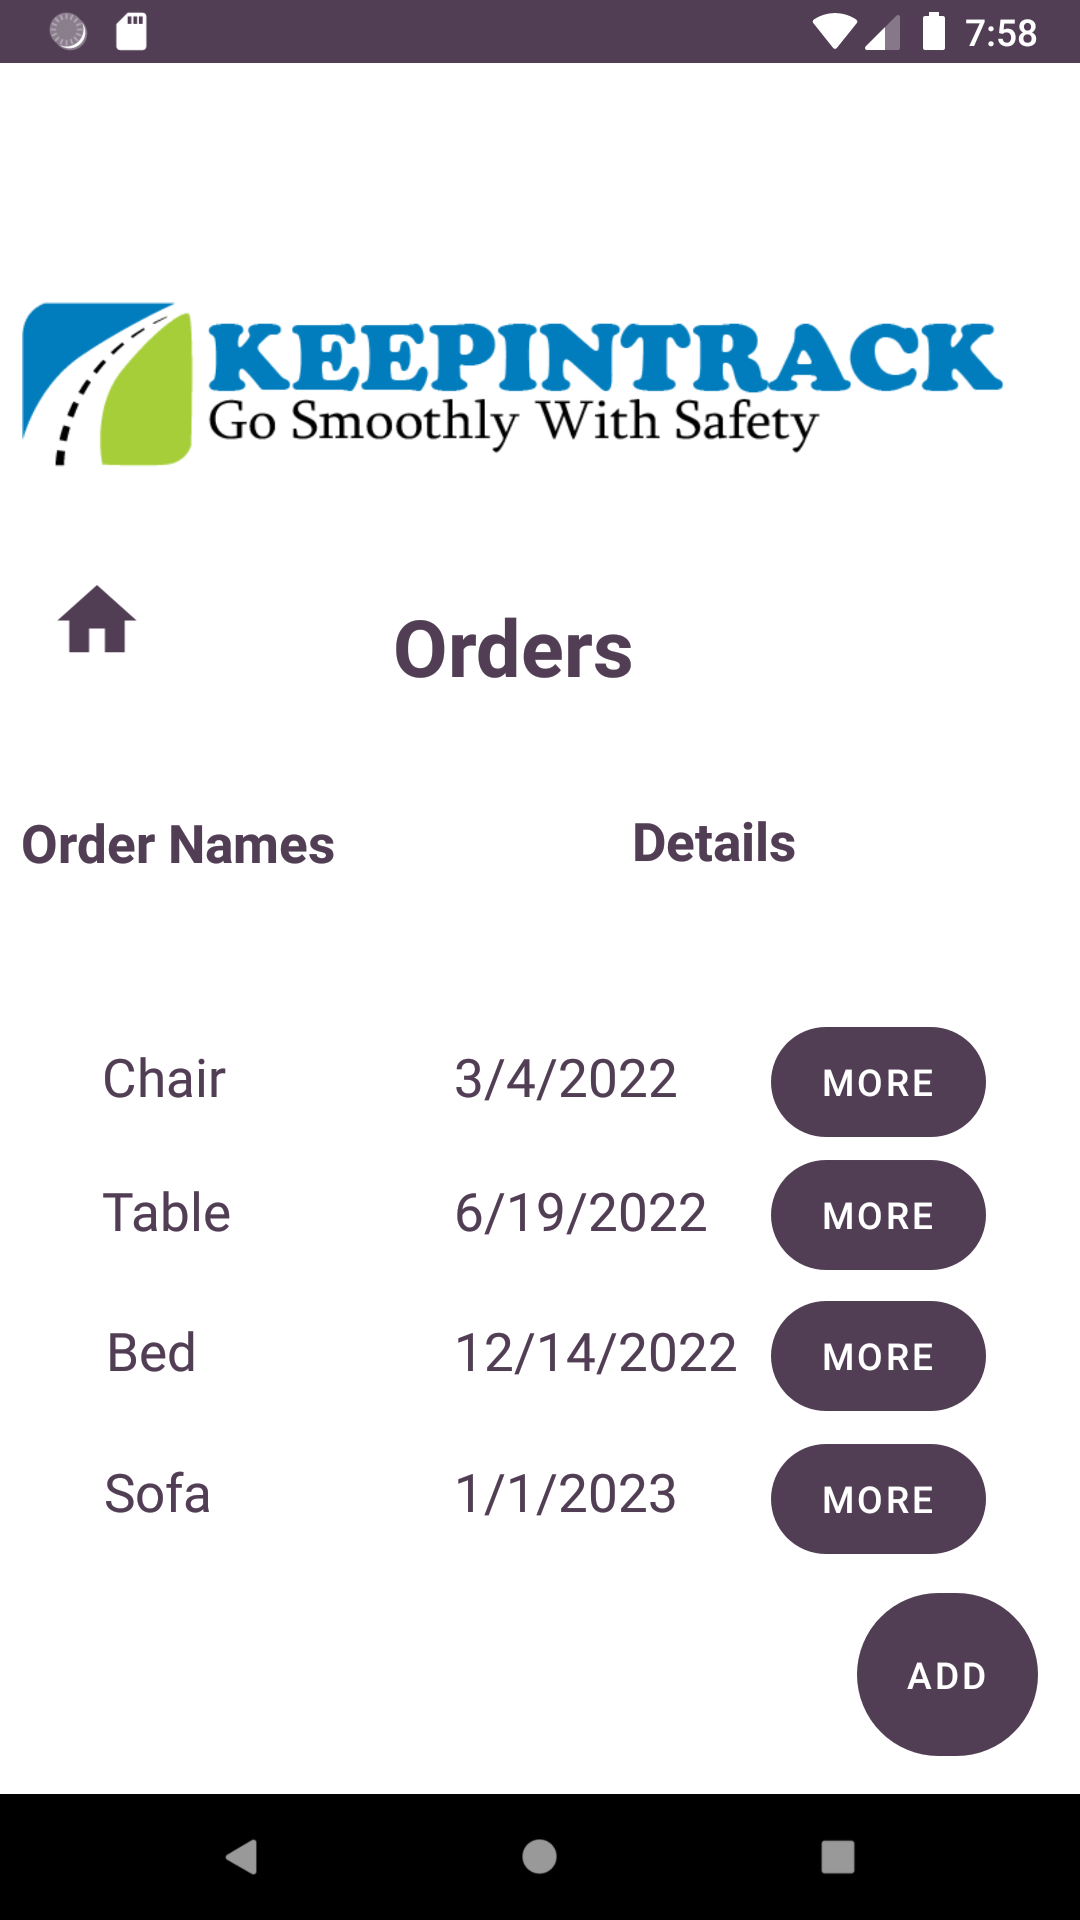 7:58
KEEPINTRACK
Go Smoothly With Safety
Orders
Order Names Details
Chair 3/4/2022 MORE
Table 6/19/2022 MORE
Bed 12/14/2022 MORE
Sofa 1/1/2023 MORE
ADD